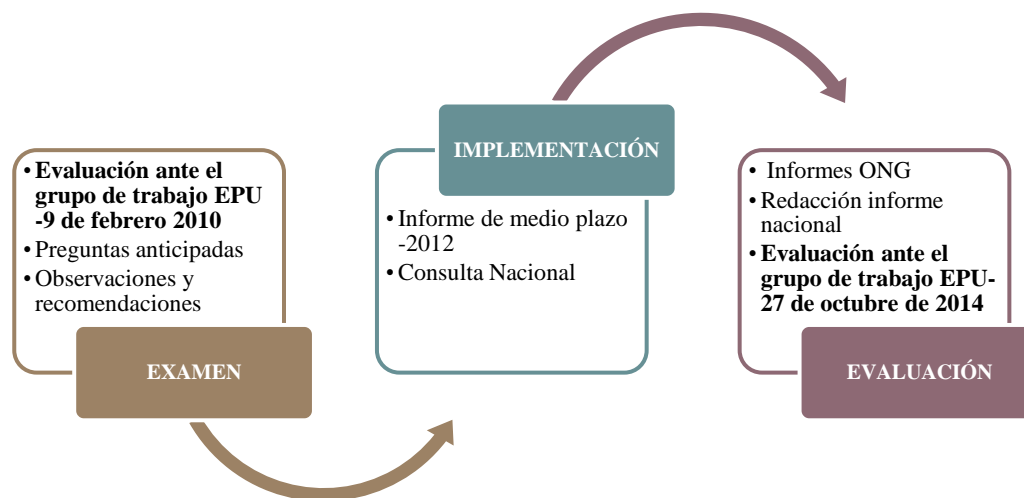 • Evaluación ante el
grupo de trabajo EPU
-9 de febrero 2010
• Preguntas anticipadas
• Observaciones y
recomendaciones
EXAMEN
IMPLEMENTACIÓN
• Informe de medio plazo
-2012
• Consulta Nacional
• Informes ONG
• Redacción informe
nacional
• Evaluación ante el
grupo de trabajo EPU-
27 de octubre de 2014
EVALUACIÓN